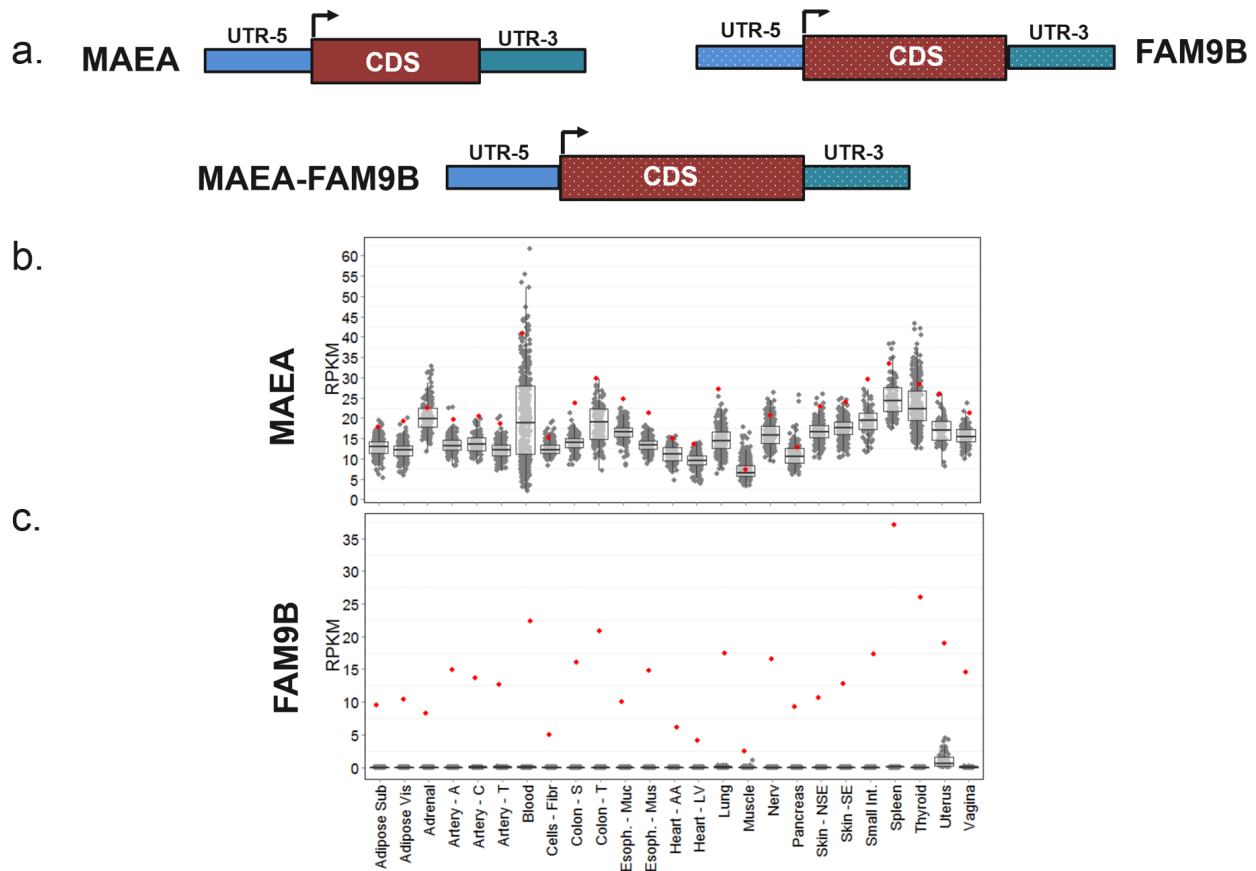 a.
UTR-5
UTR-3
MAEA
CDS
UTR-5
UTR-3
CDS
FAM9B
UTR-5
UTR-3
MAEA-FAM9B
CDS
b.
MAEA
RPKM
60
55
50
45
40
35
30
25
20
15
10
5
0
c.
FAM9B
RPKM
35
30
25
20
15
10
5
0
Adipose Sub
Adipose Vis
Adrenal
Artery - A
Artery - C
Artery - T
Blood
Cells - Fibr
Colon - S
Colon - T
Esoph. - Muc
Esoph. - Mus
Heart - AA
Heart - LV
Lung
Muscle
Nerv
Pancreas
Skin - NSE
Skin -SE
Small Int.
Spleen
Thyroid
Uterus
Vagina